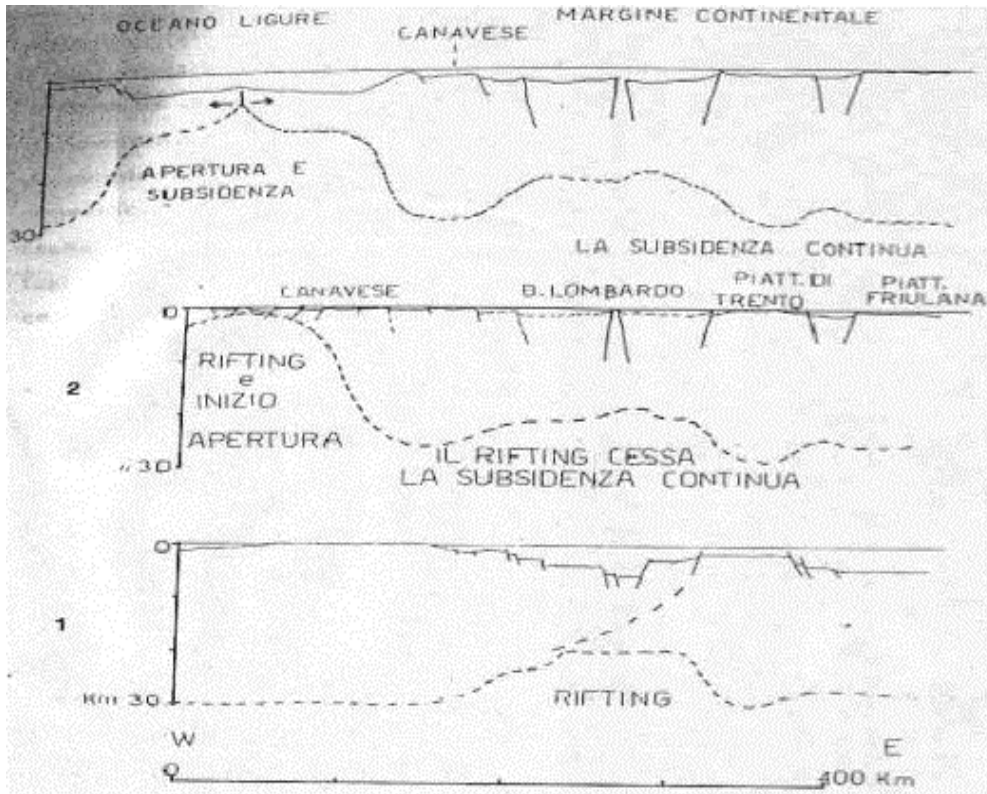 OCEANO LIGURE
MARGINE CONTINENTALE
CANAVESE
APERTURA E
SUBSIDENZA
30
LA SUBSIDENZA CONTINUA
0
CANAVESE
B. LOMBARDO
PIATT. DI
TRENTO
PIATT.
FRIULANA
2
RIFTING
e
INIZIO
APERTURA
30
IL RIFTING CESSA
LA SUBSIDENZA CONTINUA
0
1
Km 30
RIFTING
W
E
0
400 Km